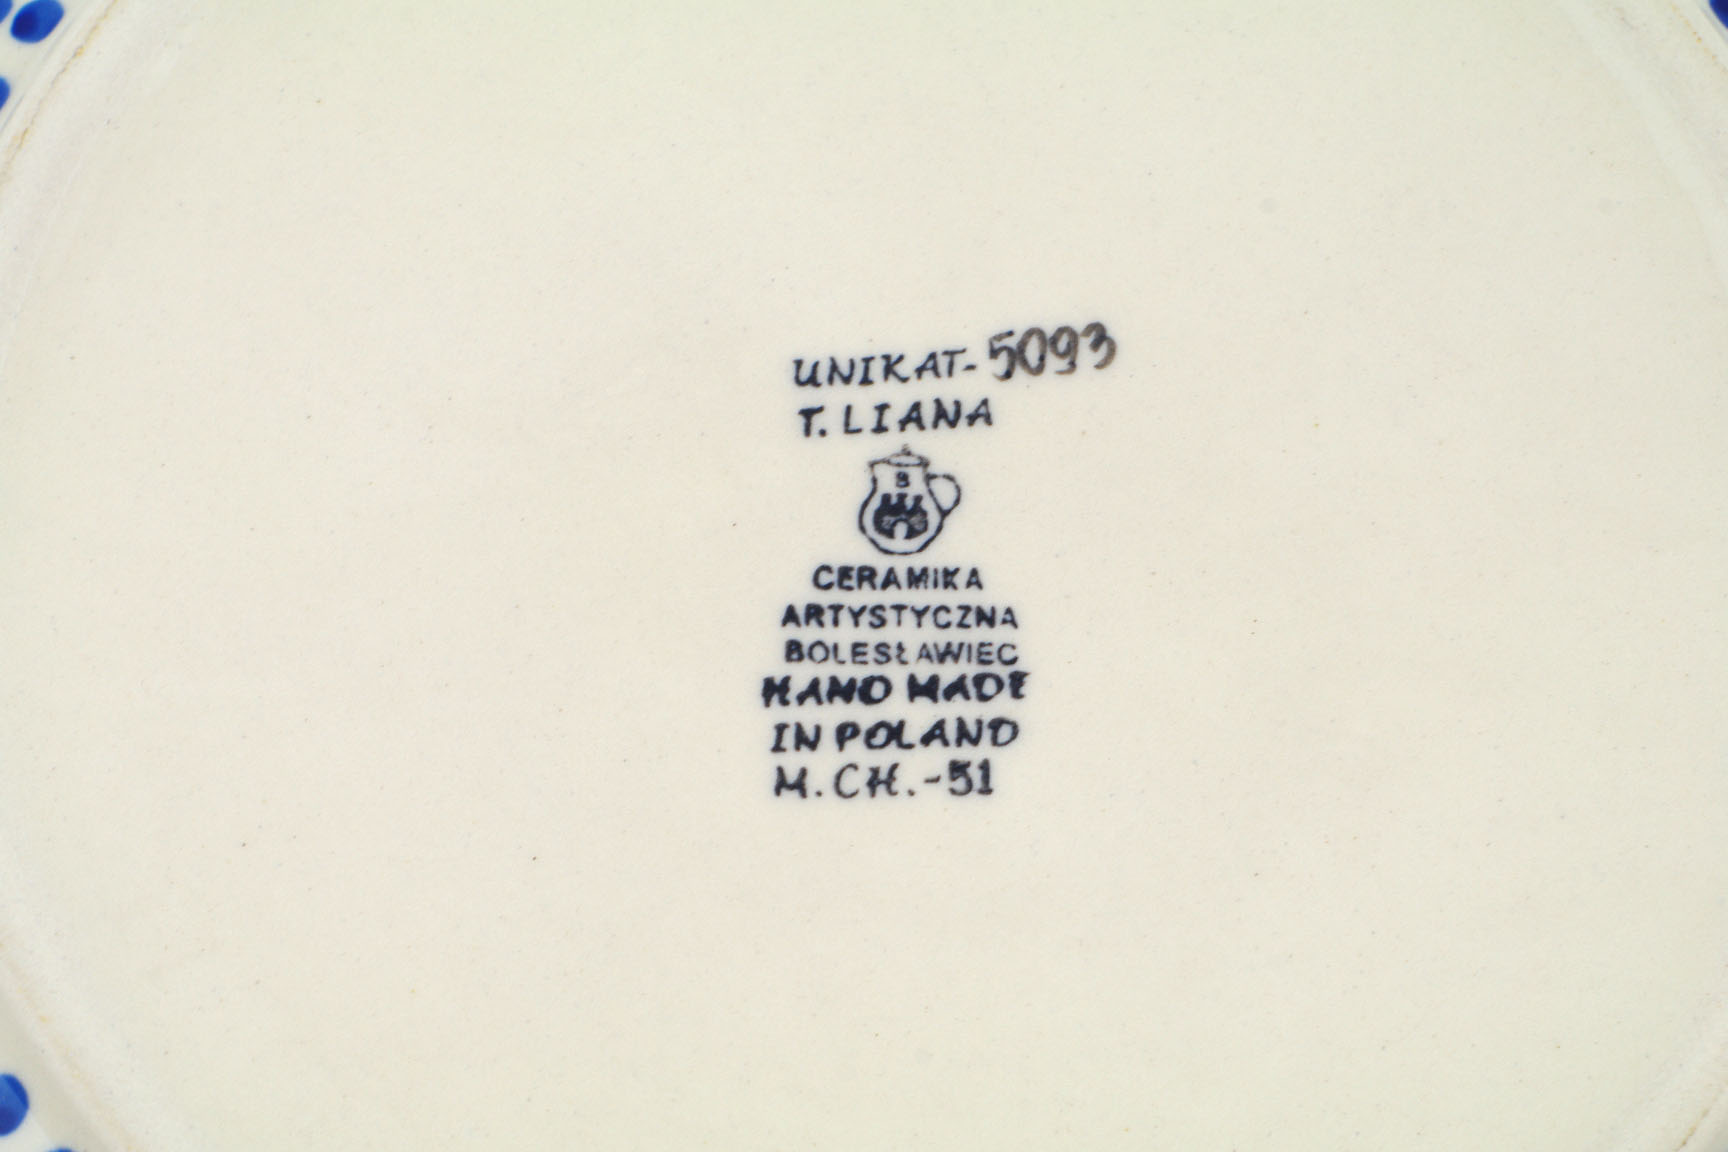 UNIKAT-5093
T. LIANA
B
CERAMIKA
ARTYSTYCZNA
BOLESŁAWIEC
HAND MADE
IN POLAND
M. CH. -51